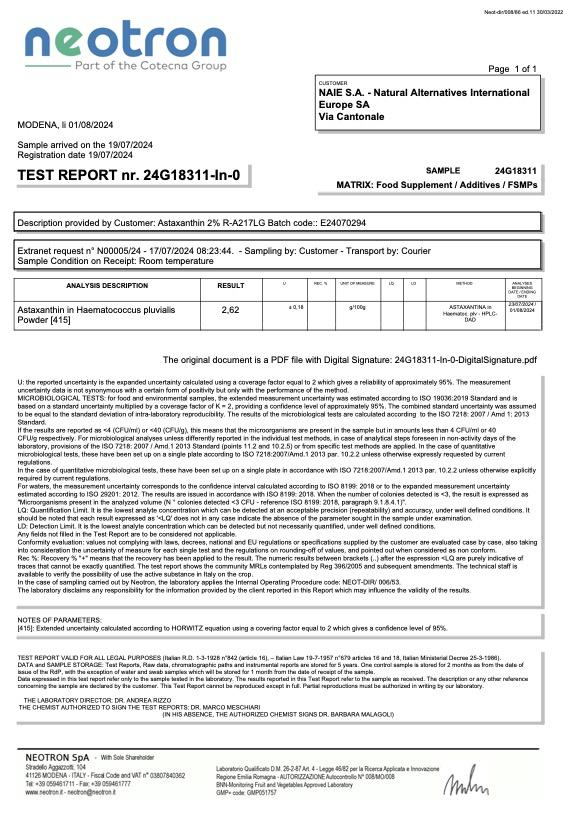 Neot-dir/008/66 ed.11 30/03/2022
neotron
Part of the Cotecna Group
Page 1 of 1
CUSTOMER
NAIE S.A. - Natural Alternatives International
Europe SA
Via Cantonale
MODENA, li 01/08/2024
Sample arrived on the 19/07/2024
Registration date 19/07/2024
TEST REPORT nr. 24G18311-In-0
SAMPLE 24G18311
MATRIX: Food Supplement / Additives / FSMPs
Description provided by Customer: Astaxanthin 2% R-A217LG Batch code:: E24070294
Extranet request n° N00005/24 - 17/07/2024 08:23:44. - Sampling by: Customer - Transport by: Courier
Sample Condition on Receipt: Room temperature
ANALYSIS DESCRIPTION RESULT U REC. % UNIT OF MEASURE LQ LD METHOD ANALYSES BEGINNING DATE / ENDING DATE
Astaxanthin in Haematococcus pluvialis Powder [415] 2,62 ± 0,18 g/100g ASTAXANTINA in Haematoc. plv - HPLC-DAD 23/07/2024 / 01/08/2024
The original document is a PDF file with Digital Signature: 24G18311-In-0-DigitalSignature.pdf
U: the reported uncertainty is the expanded uncertainty calculated using a coverage factor equal to 2 which gives a reliability of approximately 95%. The measurement
uncertainty data is not synonymous with a certain form of positivity but only with the performance of the method.
MICROBIOLOGICAL TESTS: for food and environmental samples, the extended measurement uncertainty was estimated according to ISO 19036:2019 Standard and is
based on a standard uncertainty multiplied by a coverage factor of K = 2, providing a confidence level of approximately 95%. The combined standard uncertainty was assumed
to be equal to the standard deviation of intra-laboratory reproducibility. The results of the microbiological tests are calculated according to the ISO 7218: 2007 / Amd 1: 2013
Standard.
If the results are reported as <4 (CFU/ml) or <40 (CFU/g), this means that the microorganisms are present in the sample but in amounts less than 4 CFU/ml or 40
CFU/g respectively. For microbiological analyses unless differently reported in the individual test methods, in case of analytical steps foreseen in non-activity days of the
laboratory, provisions of the ISO 7218: 2007 / Amd.1 2013 Standard (points 11.2 and 10.2.5) or of the specific test methods are applied. In the case of quantitative
microbiological tests, these have been set up on a single plate according to ISO 7218:2007/Amd.1 2013 par. 10.2.2 unless otherwise expressly requested by current
regulations.
In the case of quantitative microbiological tests, these have been set up on a single plate in accordance with ISO 7218:2007/Amd.1 2013 par. 10.2.2 unless otherwise explicitly
required by current regulations.
For waters, the measurement uncertainty corresponds to the confidence interval calculated according to ISO 8199: 2018 or to the expanded measurement uncertainty
estimated according to ISO 29201: 2012. The results are issued in accordance with ISO 8199: 2018. When the number of colonies detected is <3, the result is expressed as
"Microrganisms present in the analyzed volume (N ° colonies detected <3 CFU - reference to ISO 8199: 2018, paragraph 9.1.8.4.1)".
LQ: Quantification Limit. It is the lowest analyte concentration which can be detected at an acceptable precision (repeatability) and accuracy, under well defined conditions. It
should be noted that each result expressed as '<LQ' does not in any case indicate the absence of the parameter sought in the sample under examination.
LD: Detection Limit. It is the lowest analyte concentration which can be detected but not necessarily quantified, under well defined conditions.
Any fields not filled in the Test Report are to be considered not applicable.
Conformity evaluation: values not complying with laws, decrees, national and EU regulations or specifications supplied by the customer are evaluated case by case, also taking
into consideration the uncertainty of measure for each single test and the regulations on rounding-off of values, and pointed out when considered as non conform.
Rec %: Recovery % "+" means that the recovery has been applied to the result. The numeric results between brackets (..) after the expression <LQ are purely indicative of
traces that cannot be exactly quantified. The test report shows the community MRLs contemplated by Reg 396/2005 and subsequent amendments. The technical staff is
available to verify the possibility of use the active substance in Italy on the crop.
In the case of sampling carried out by Neotron, the laboratory applies the Internal Operating Procedure code: NEOT-DIR/ 006/53.
The laboratory disclaims any responsibility for the information provided by the client reported in this Report which may influence the validity of the results.
NOTES OF PARAMETERS:
[415]: Extended uncertainty calculated according to HORWITZ equation using a covering factor equal to 2 which gives a confidence level of 95%.
TEST REPORT VALID FOR ALL LEGAL PURPOSES (Italian R.D. 1-3-1928 n°842 (article 16), – Italian Law 19-7-1957 n°679 articles 16 and 18, Italian Ministerial Decree 25-3-1986).
DATA and SAMPLE STORAGE: Test Reports, Raw data, chromatographic paths and instrumental reports are stored for 5 years. One control sample is stored for 2 months as from the date of
issue of the RdP, with the exception of water and swab samples which will be stored for 1 month from the date of receipt of the sample.
Data expressed in this test report refer only to the sample tested in the laboratory. The results reported in this Test Report refer to the sample as received. The description or any other reference
concerning the sample are declared by the customer. This Test Report cannot be reproduced except in full. Partial reproductions must be authorized in writing by our laboratory.
THE LABORATORY DIRECTOR: DR. ANDREA RIZZO
THE CHEMIST AUTHORIZED TO SIGN THE TEST REPORTS: DR. MARCO MESCHIARI
(IN HIS ABSENCE, THE AUTHORIZED CHEMIST SIGNS DR. BARBARA MALAGOLI)
NEOTRON SpA - With Sole Shareholder
Stradello Aggazzotti, 104
41126 MODENA - ITALY - Fiscal Code and VAT n° 03807840362
Tel: +39 059461711 - Fax: +39 059461777
www.neotron.it - neotron@neotron.it
Laboratorio Qualificato D.M. 26-2-87 Art. 4 - Legge 46/82 per la Ricerca Applicata e Innovazione
Regione Emilia Romagna - AUTORIZZAZIONE Autocontrollo N° 008/MO/008
BNN-Monitoring Fruit and Vegetables Approved Laboratory
GMP+ code: GMP051757